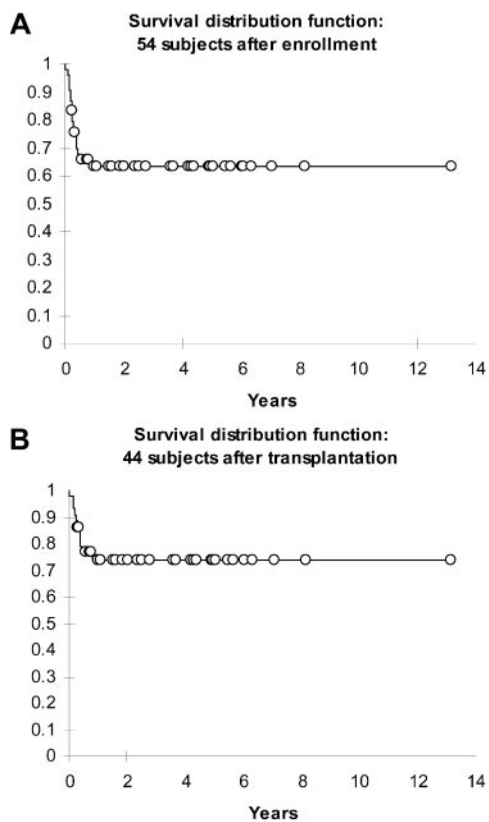 A
Survival distribution function:
54 subjects after enrollment
1
0.9
0.8
0.7
0.6
0.5
0.4
0.3
0.2
0.1
0
0 2 4 6 8 10 12 14
Years
B
Survival distribution function:
44 subjects after transplantation
1
0.9
0.8
0.7
0.6
0.5
0.4
0.3
0.2
0.1
0
0 2 4 6 8 10 12 14
Years